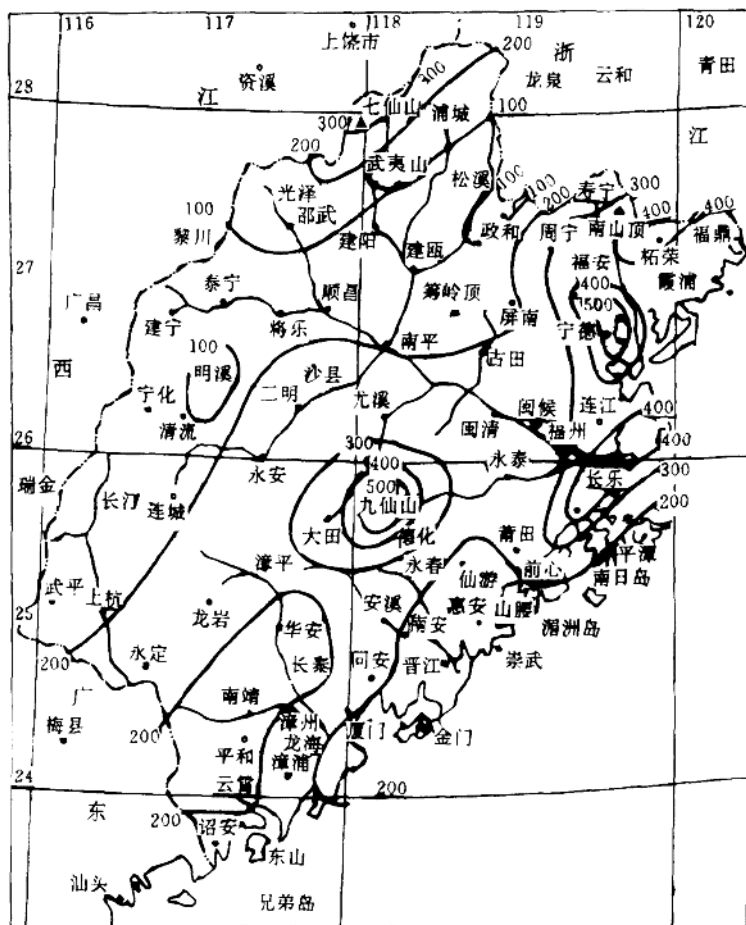 116 117 118 119 120
上饶市 200 浙
资溪 300 龙泉 云和 青田
28 江 七仙山 浦城
300 100 江
200 武夷山
光泽 松溪 100 100 寿宁 300
100 邵武 200 南山顶 400 400
黎川 建阳 政和 周宁 福鼎
27 建瓯 福安 柘荣
泰宁 顺昌 400 霞浦
广昌 建宁 将乐 筹岭顶 屏南 500
宁德
100 南平
西 明溪 沙县 古田
宁化 三明 尤溪 闽候 连江
清流 闽清 福州 400
26 300 400
永安 400 永泰
瑞金 500 长乐 300
长汀 连城 九仙山 200
大田 德化 莆田
漳平 永春 平潭
仙游 前心 南日岛
武平 上杭 安溪 惠安 山腰
25 龙岩 华安 南安 湄洲岛
200 永定 长泰 同安 晋江 崇武
广 南靖
梅县 200 漳州 厦门 金门
平和 龙海
24 云霄 漳浦 200
东 200 诏安
东山
汕头 兄弟岛